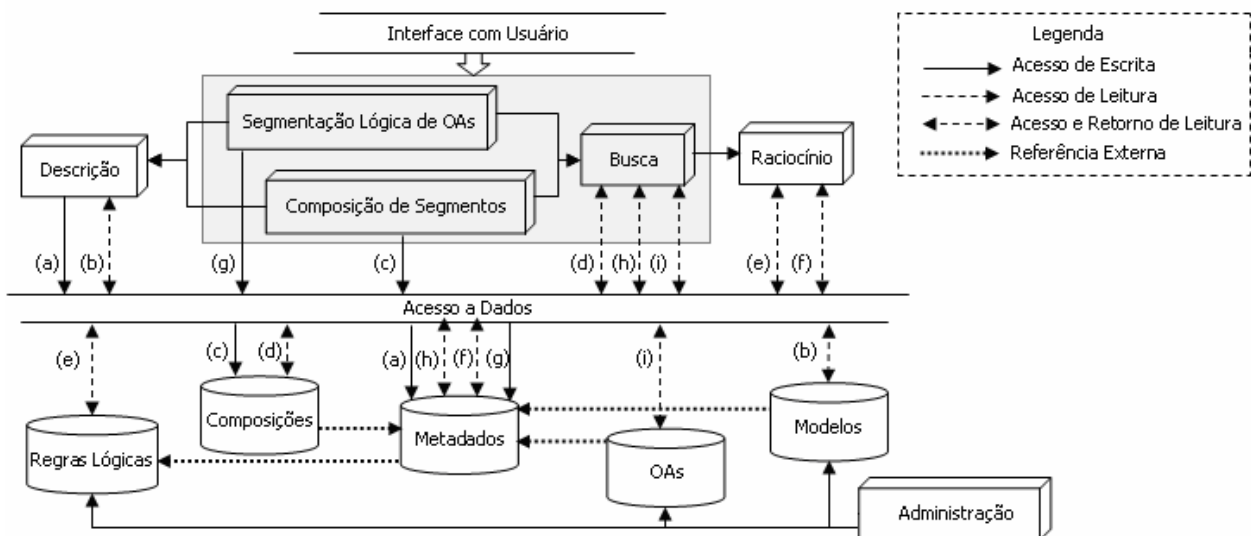 Interface com Usuário
Legenda
Acesso de Escrita
Acesso de Leitura
Acesso e Retorno de Leitura
Referência Externa
Segmentação Lógica de OAs
Descrição
Busca
Raciocínio
Composição de Segmentos
(a) (b) (g) (c) (d) (h) (i) (e) (f)
Acesso a Dados
(e) (c) (d) (a) (h) (f) (g) (i) (b)
Composições
Metadados
Modelos
Regras Lógicas
OAs
Administração